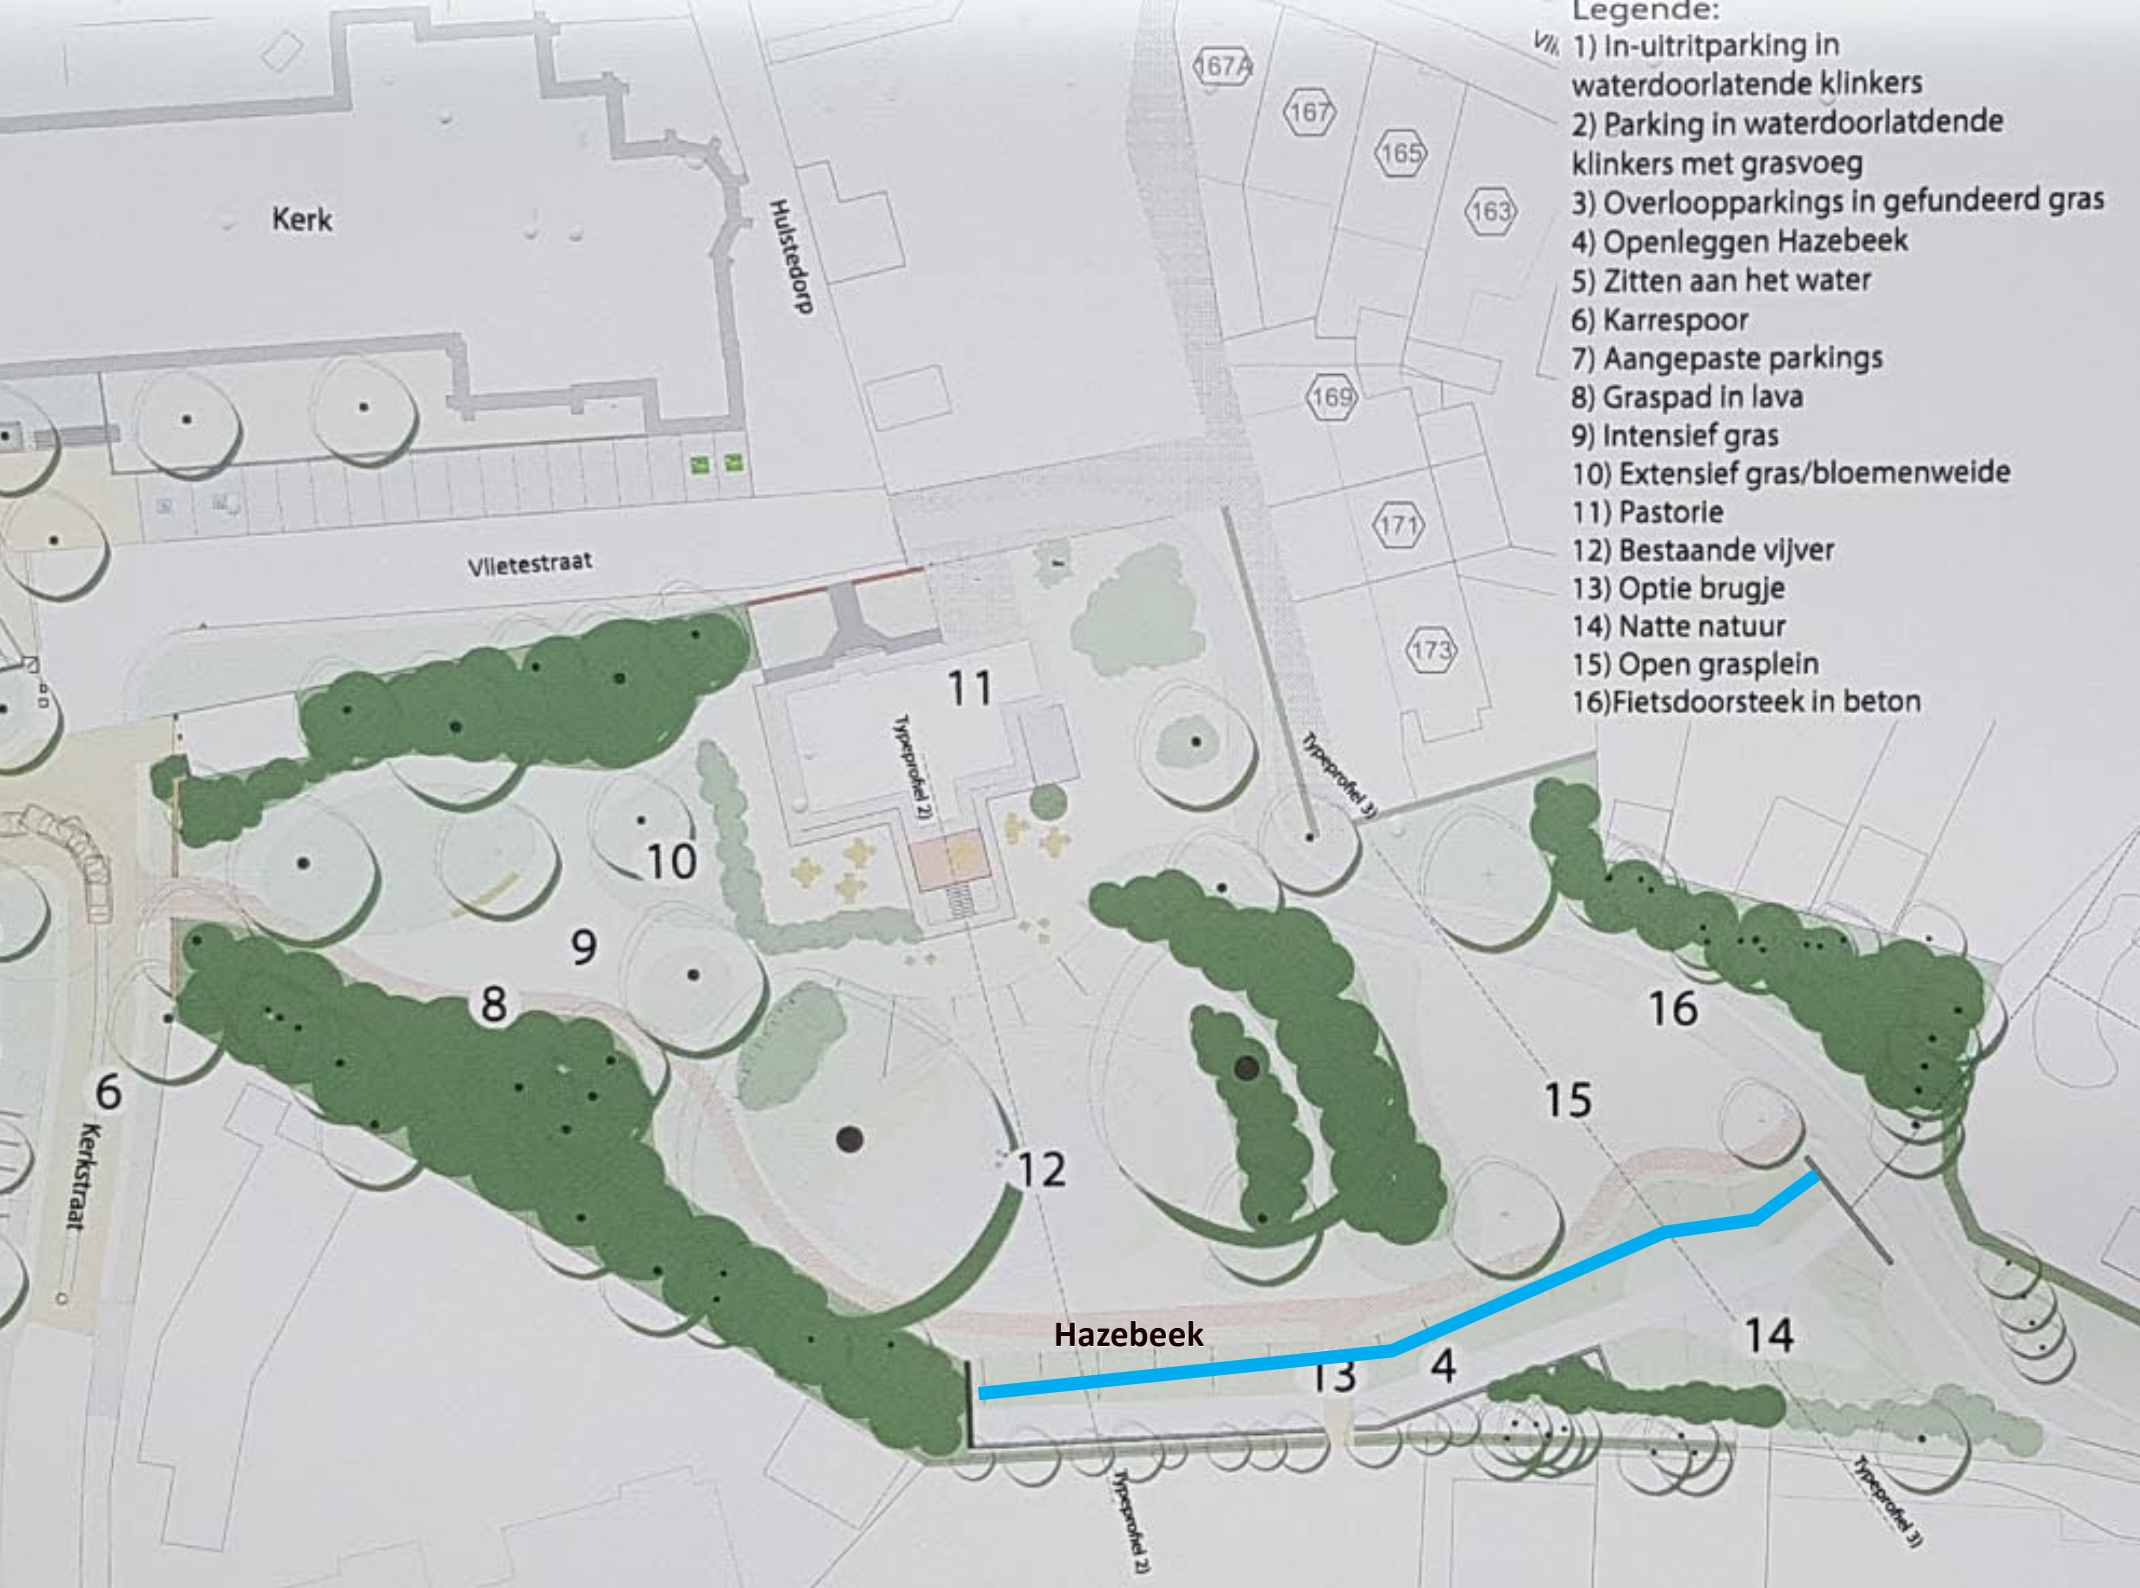 Legende:
1) In-uitritparking in
waterdoorlatende klinkers
2) Parking in waterdoorlatdende
klinkers met grasvoeg
3) Overloopparkings in gefundeerd gras
4) Openleggen Hazebeek
5) Zitten aan het water
6) Karrespoor
7) Aangepaste parkings
8) Graspad in lava
9) Intensief gras
10) Extensief gras/bloemenweide
11) Pastorie
12) Bestaande vijver
13) Optie brugje
14) Natte natuur
15) Open grasplein
16)Fietsdoorsteek in beton
167A
167
165
163
Kerk
Hulstedorp
169
171
Vlietestraat
173
11
Typeprofiel 2)
Typeprofiel 3)
10
9
8
16
6
15
12
Kerkstraat
Hazebeek
14
13
4
Typeprofiel 2)
Typeprofiel 3)